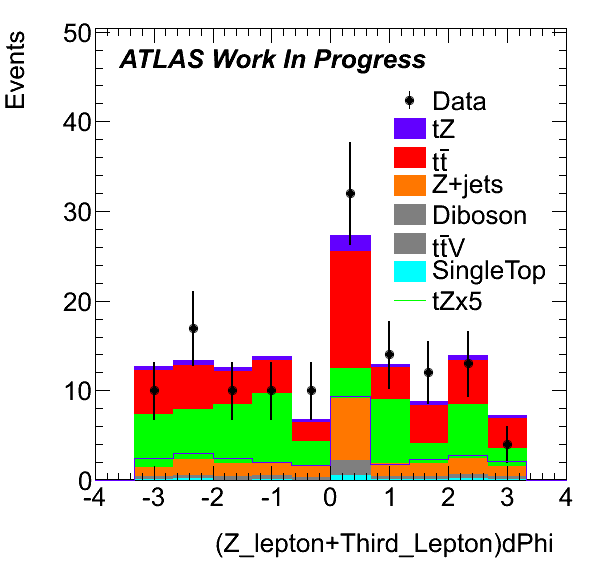 Events
ATLAS Work In Progress
50
40
30
20
10
0
Data
tZ
tt̄
Z+jets
Diboson
tt̄V
SingleTop
tZx5
-4 -3 -2 -1 0 1 2 3 4
(Z_lepton+Third_Lepton)dPhi